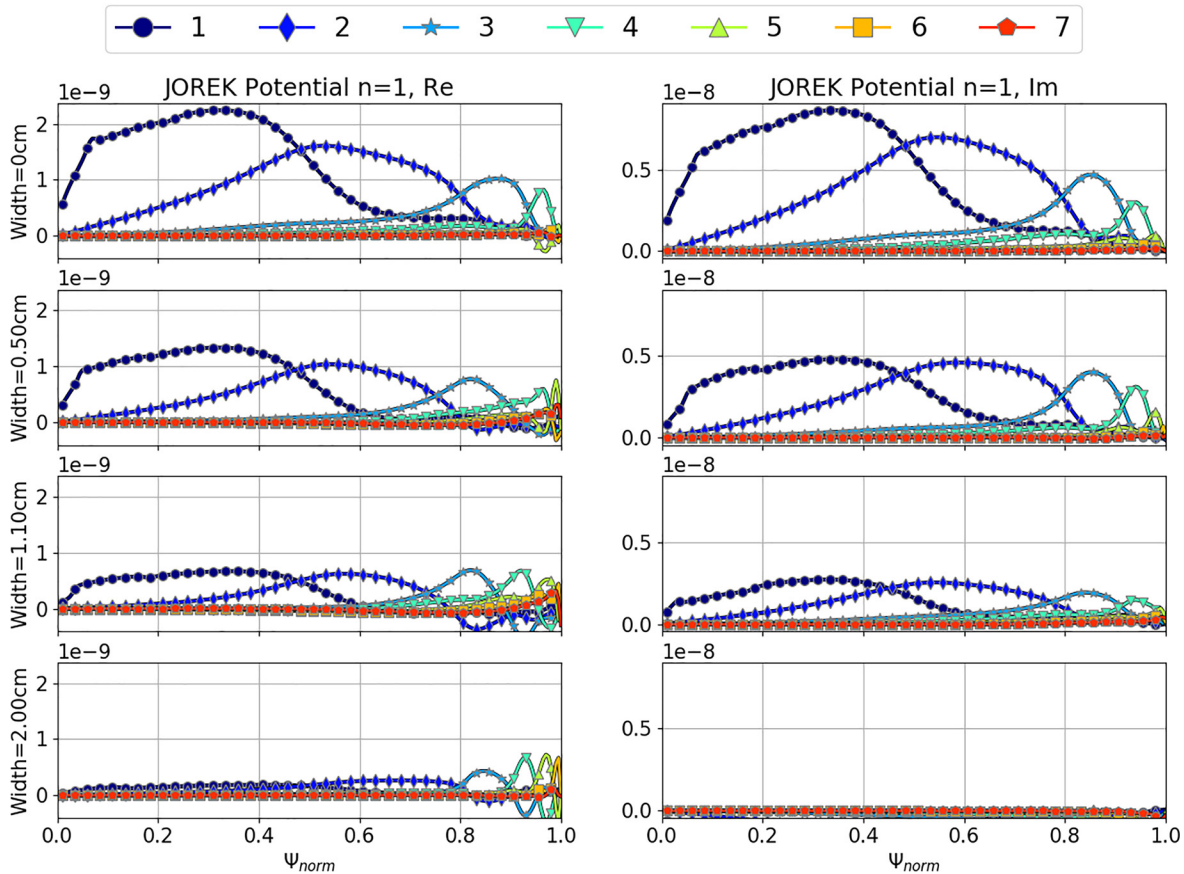 1 2 3 4 5 6 7
JOREK Potential n=1, Re
JOREK Potential n=1, Im
1e−9
1e−8
Width=0cm
2
1
0
0.5
0.0
1e−9
1e−8
Width=0.50cm
2
1
0
0.5
0.0
1e−9
1e−8
Width=1.10cm
2
1
0
0.5
0.0
1e−9
1e−8
Width=2.00cm
2
1
0
0.5
0.0
0.0 0.2 0.4 0.6 0.8 1.0
0.0 0.2 0.4 0.6 0.8 1.0
Ψnorm
Ψnorm